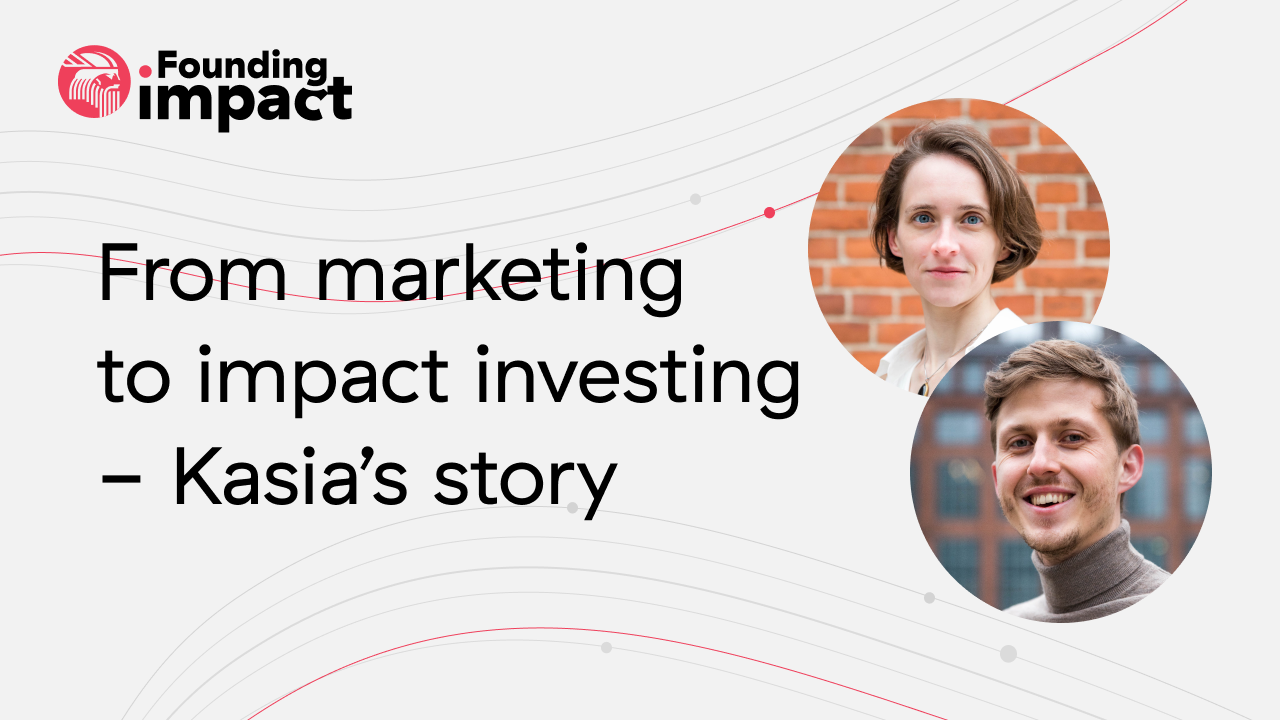 Founding
impact
From marketing
to impact investing
– Kasia’s story